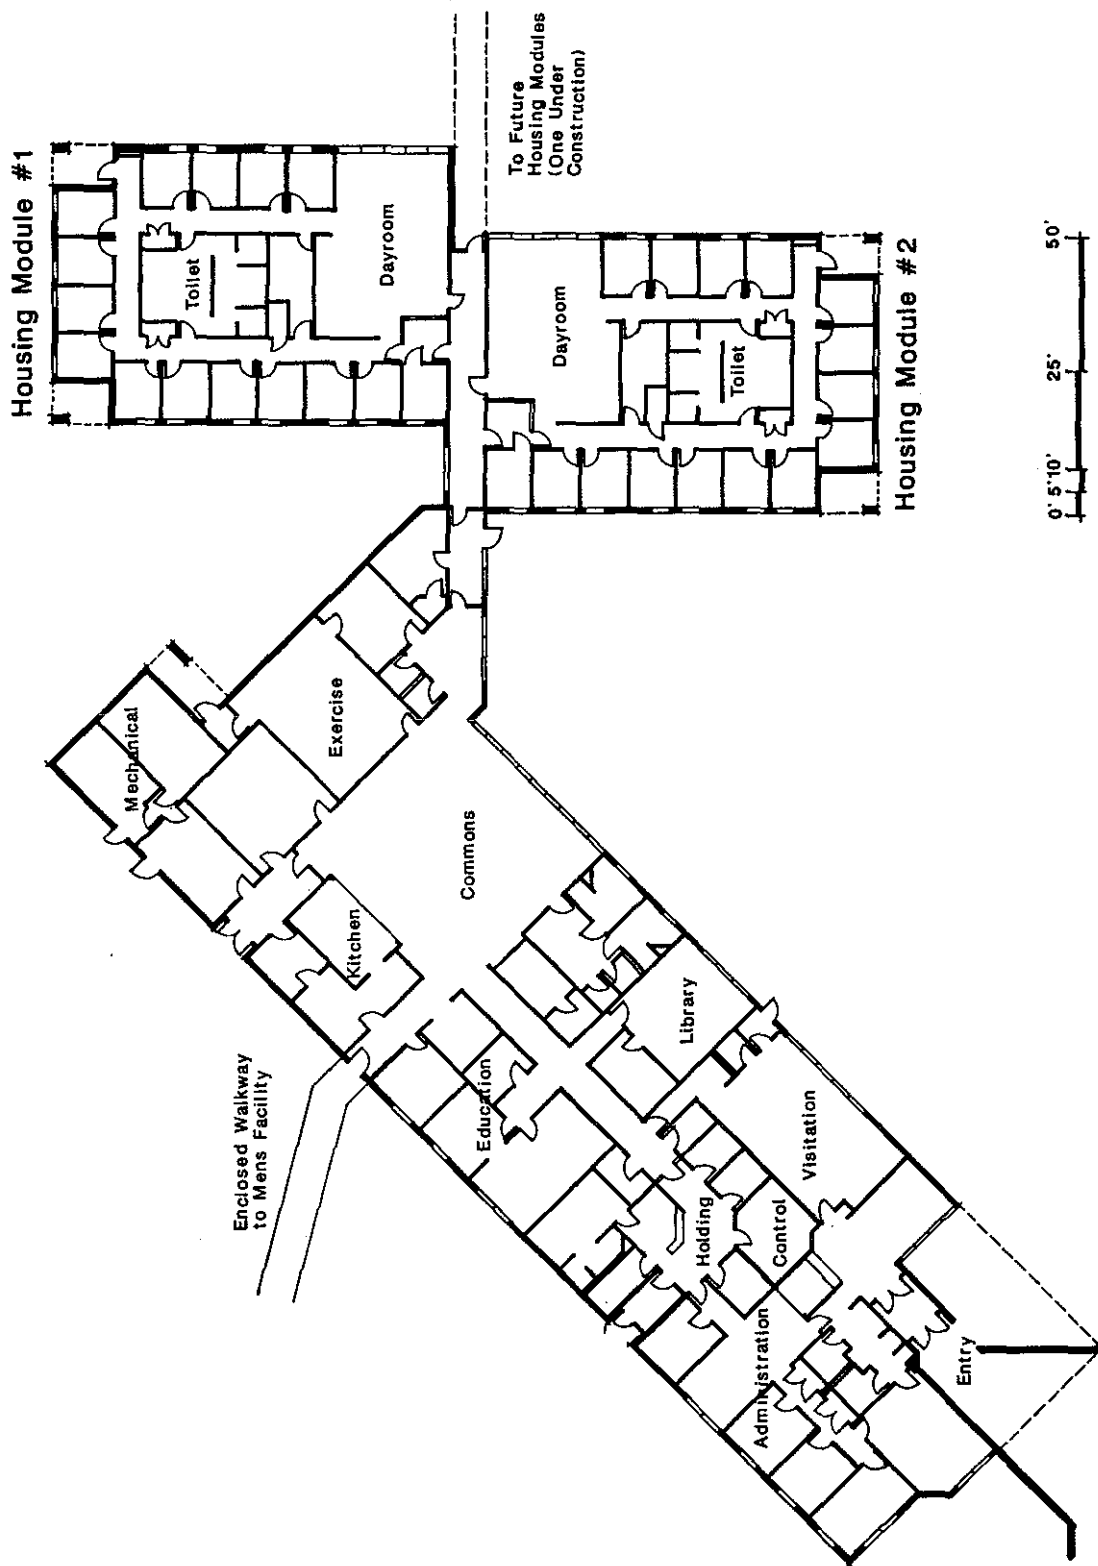 Housing Module #1
To Future
Housing Modules
(One Under
Construction)
Toilet
Dayroom
Dayroom
Toilet
Housing Module #2
0' 5' 10' 25' 50'
Mechanical
Exercise
Commons
Kitchen
Enclosed Walkway
to Mens Facility
Education
Library
Visitation
Holding
Control
Administration
Entry